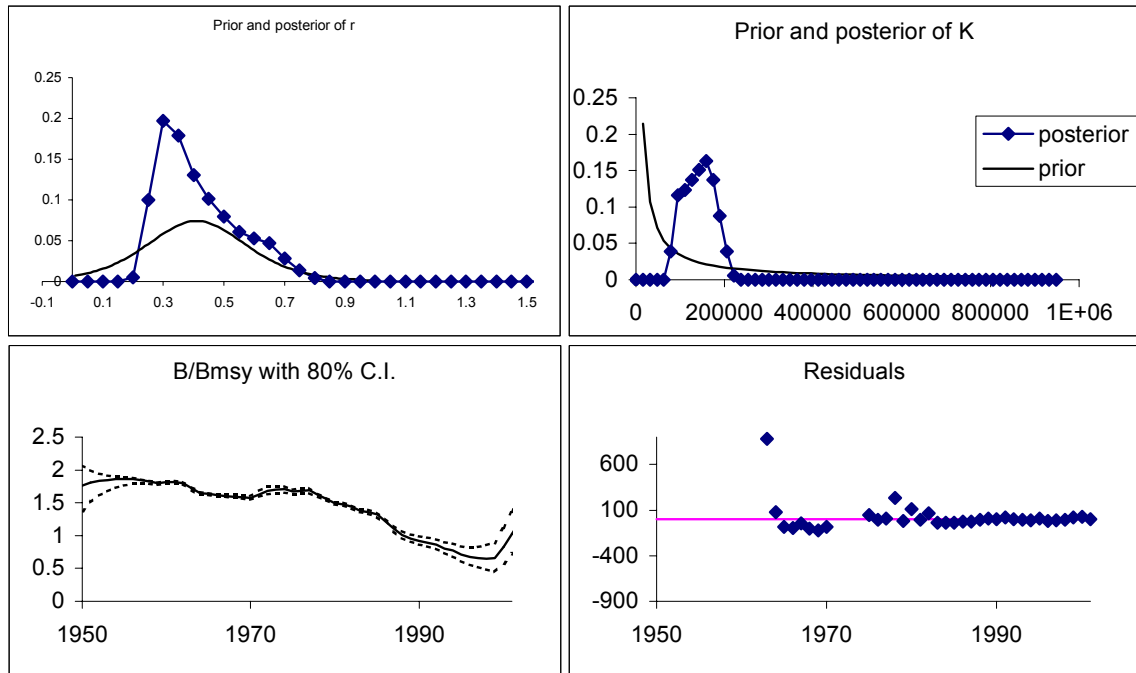 Prior and posterior of r
0.25
0.2
0.15
0.1
0.05
0
-0.1 0.1 0.3 0.5 0.7 0.9 1.1 1.3 1.5
Prior and posterior of K
0.25
0.2
0.15
0.1
0.05
0
0 200000 400000 600000 800000 1E+06
posterior
prior
B/Bmsy with 80% C.I.
2.5
2
1.5
1
0.5
0
1950 1970 1990
Residuals
600
100
-400
-900
1950 1970 1990